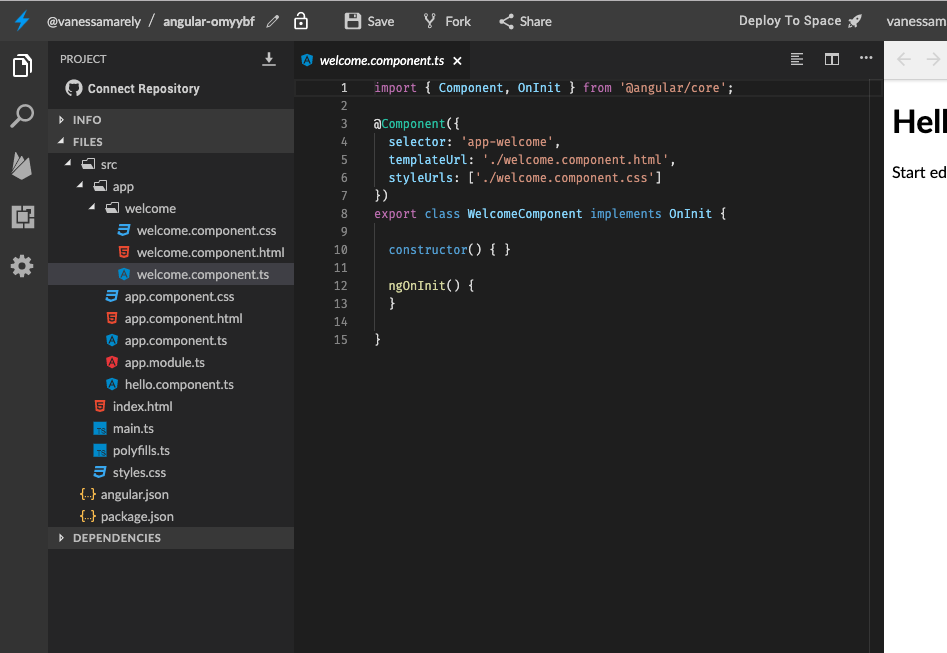 @vanessamarely / angular-omyybf Save Fork Share Deploy To Space vanessam
PROJECT
Connect Repository
INFO
FILES
src
app
welcome
welcome.component.css
welcome.component.html
welcome.component.ts
app.component.css
app.component.html
app.component.ts
app.module.ts
hello.component.ts
index.html
main.ts
polyfills.ts
styles.css
{..} angular.json
{..} package.json
DEPENDENCIES
welcome.component.ts
1 import { Component, OnInit } from '@angular/core';
2
3 @Component({
4 selector: 'app-welcome',
5 templateUrl: './welcome.component.html',
6 styleUrls: ['./welcome.component.css']
7 })
8 export class WelcomeComponent implements OnInit {
9
10 constructor() { }
11
12 ngOnInit() {
13 }
14
15 }
Hell
Start ed